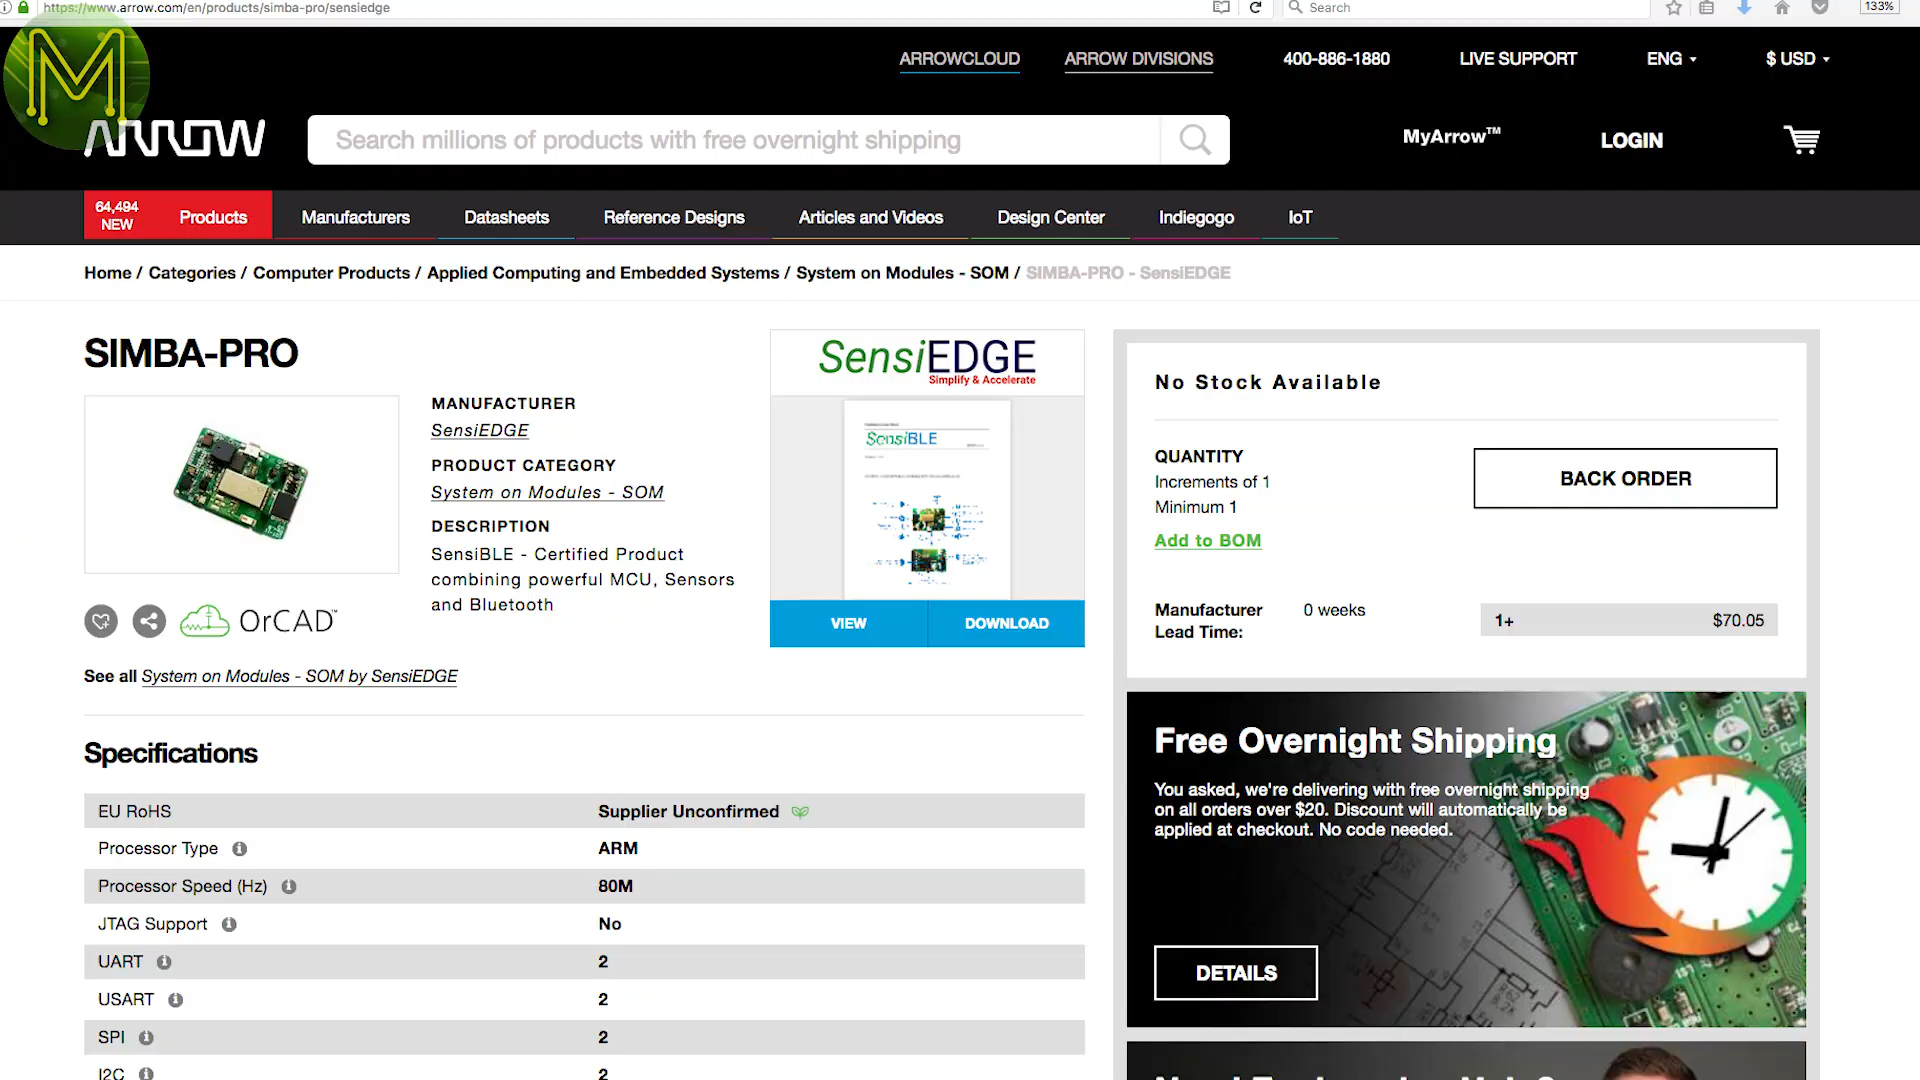 https://www.arrow.com/en/products/simba-pro/sensiedge
Search
133%
M
ARROWCLOUD
ARROW DIVISIONS
400-886-1880
LIVE SUPPORT
ENG
$ USD
ARROW
Search millions of products with free overnight shipping
MyArrow™
LOGIN
64,494 NEW
Products
Manufacturers
Datasheets
Reference Designs
Articles and Videos
Design Center
Indiegogo
IoT
Home / Categories / Computer Products / Applied Computing and Embedded Systems / System on Modules - SOM / SIMBA-PRO - SensiEDGE
SIMBA-PRO
MANUFACTURER
SensiEDGE
PRODUCT CATEGORY
System on Modules - SOM
DESCRIPTION
SensiBLE - Certified Product
combining powerful MCU, Sensors
and Bluetooth
OrCAD™
See all System on Modules - SOM by SensiEDGE
SensiEDGE
Simplify & Accelerate
SensiBLE
VIEW
DOWNLOAD
No Stock Available
QUANTITY
Increments of 1
Minimum 1
Add to BOM
BACK ORDER
Manufacturer
Lead Time:
0 weeks
1+ $70.05
Specifications
EU RoHS Supplier Unconfirmed
Processor Type ARM
Processor Speed (Hz) 80M
JTAG Support No
UART 2
USART 2
SPI 2
I2C 2
Free Overnight Shipping
You asked, we're delivering with free overnight shipping
on all orders over $20. Discount will automatically be
applied at checkout. No code needed.
DETAILS